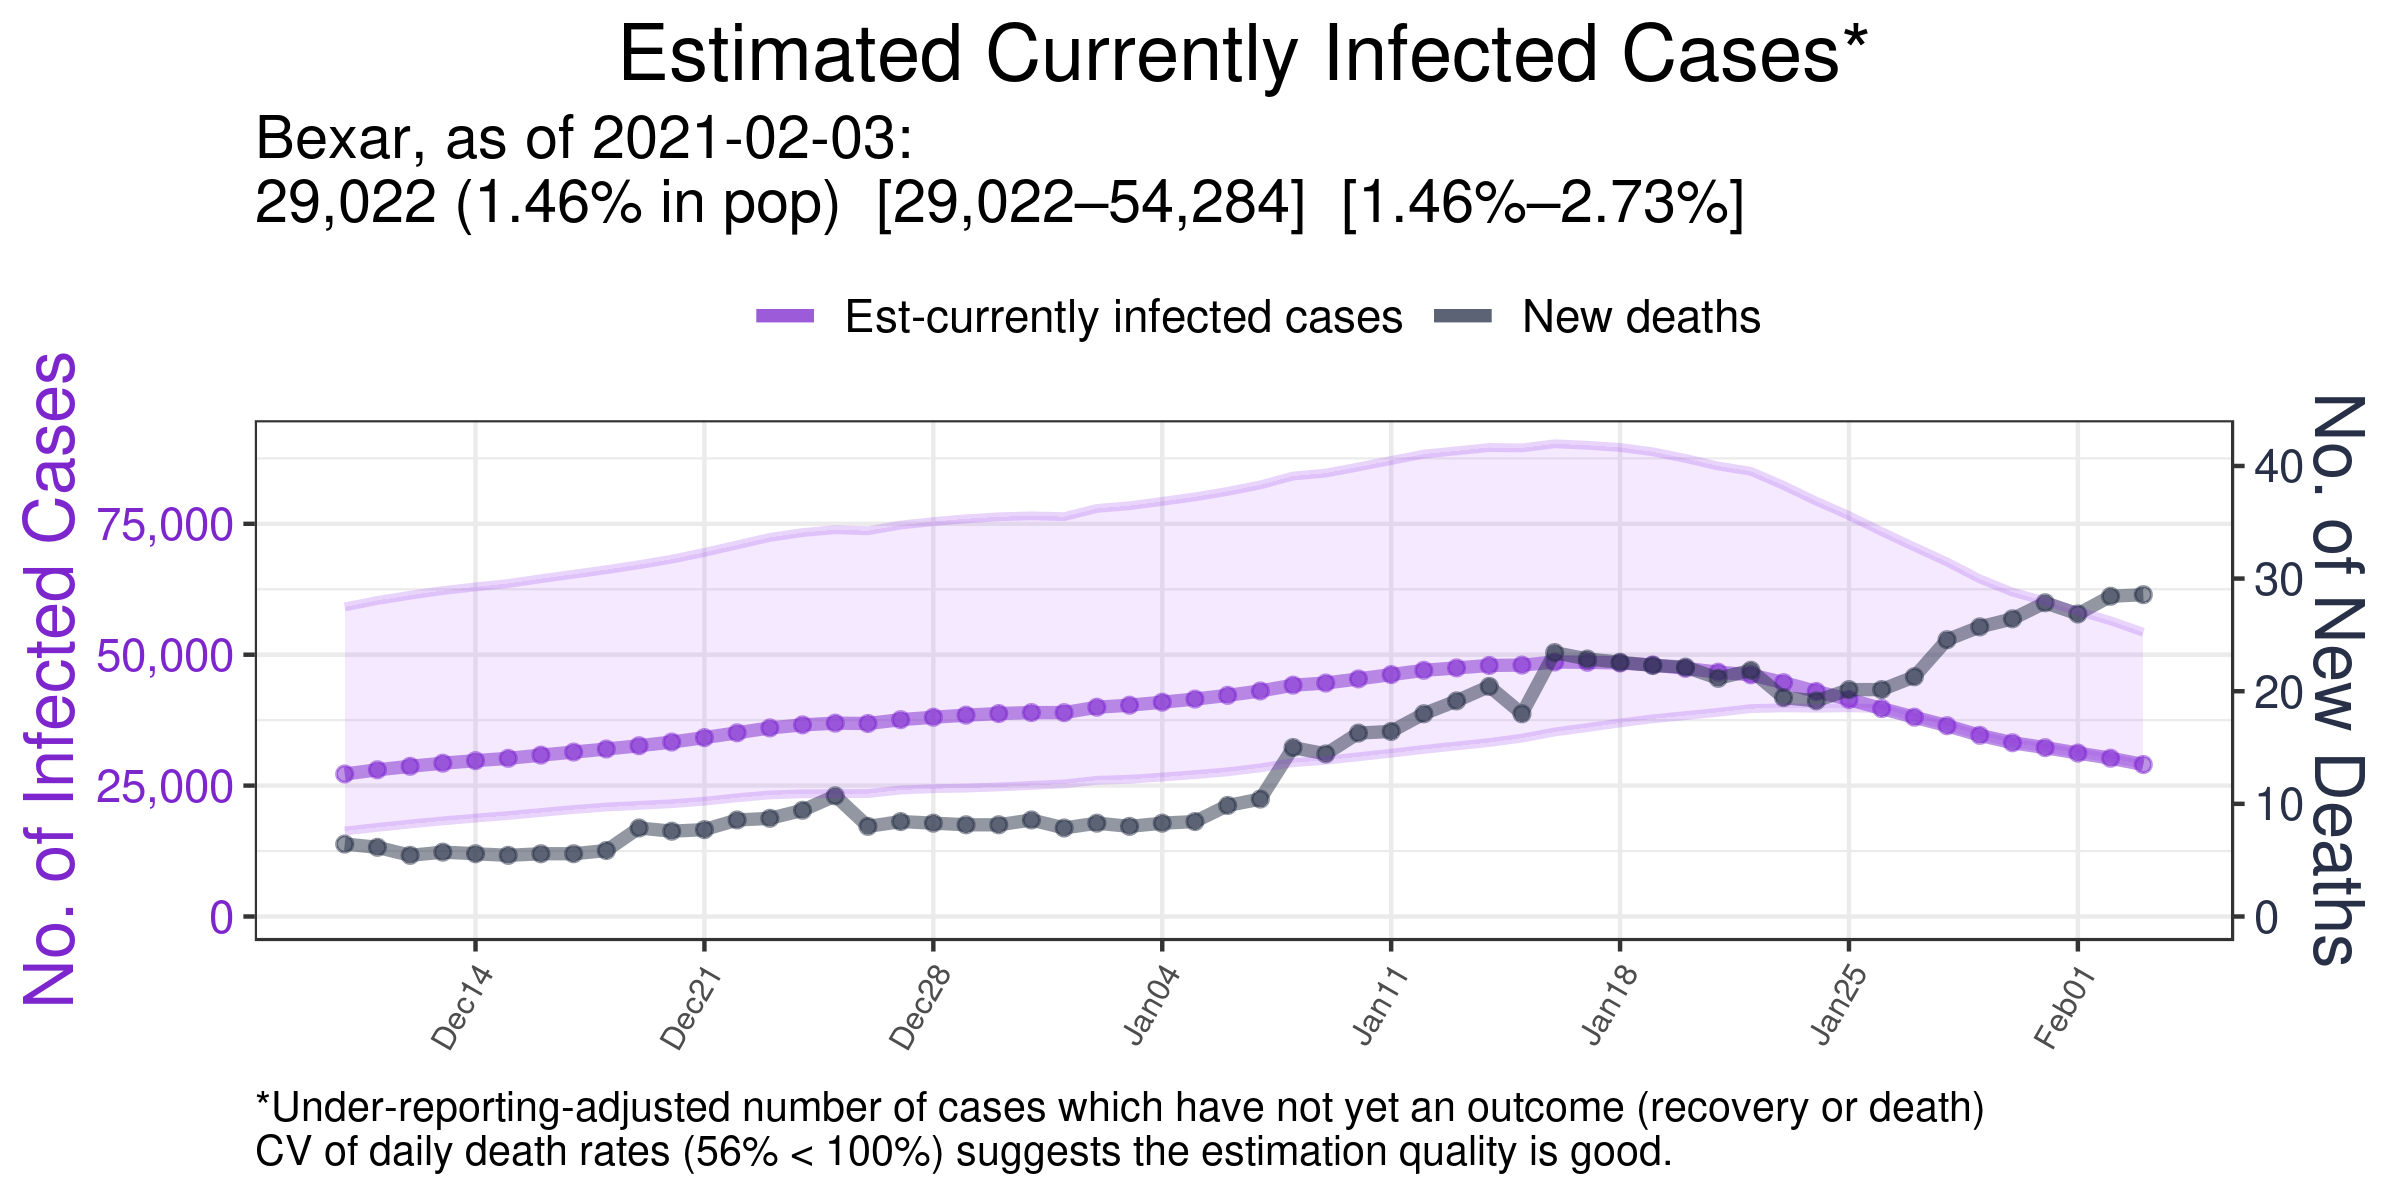 Estimated Currently Infected Cases*
Bexar, as of 2021-02-03:
29,022 (1.46% in pop)  [29,022–54,284]  [1.46%–2.73%]
Est-currently infected cases
New deaths
No. of Infected Cases
75,000
50,000
25,000
0
40
30
20
10
0
No. of New Deaths
Dec14
Dec21
Dec28
Jan04
Jan11
Jan18
Jan25
Feb01
*Under-reporting-adjusted number of cases which have not yet an outcome (recovery or death)
CV of daily death rates (56% < 100%) suggests the estimation quality is good.